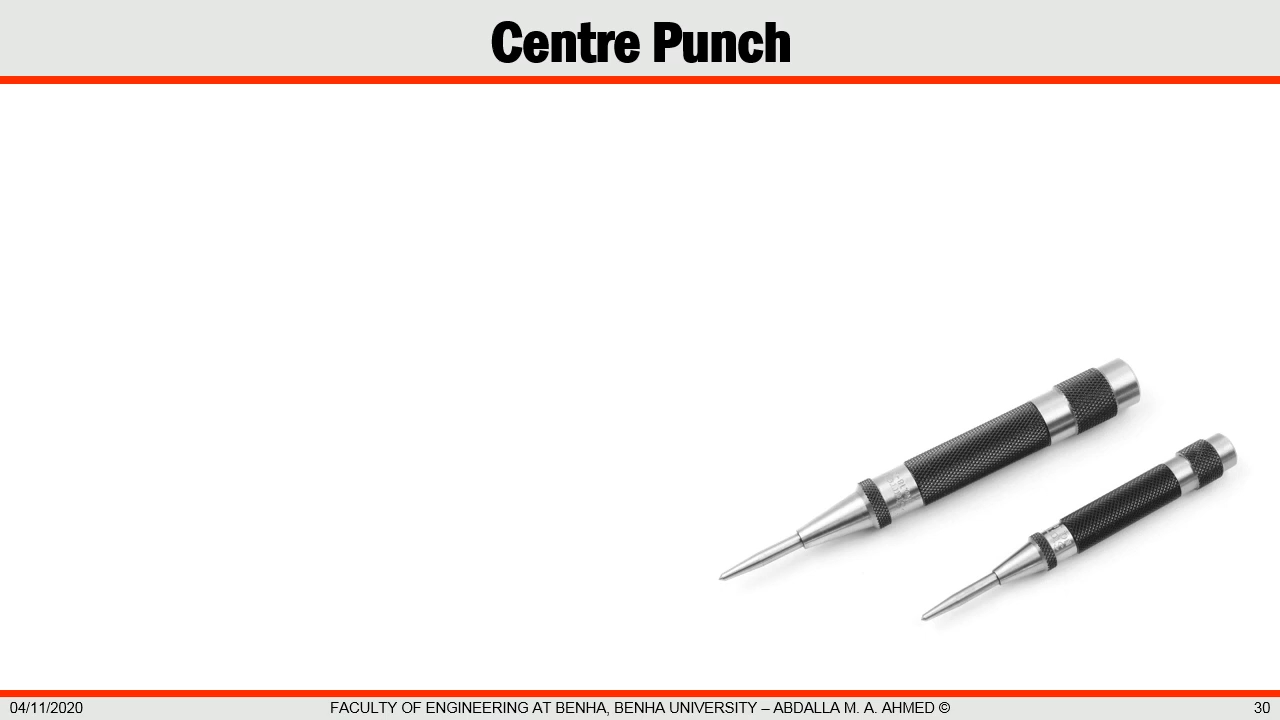 Centre Punch
04/11/2020
FACULTY OF ENGINEERING AT BENHA, BENHA UNIVERSITY – ABDALLA M. A. AHMED ©
30